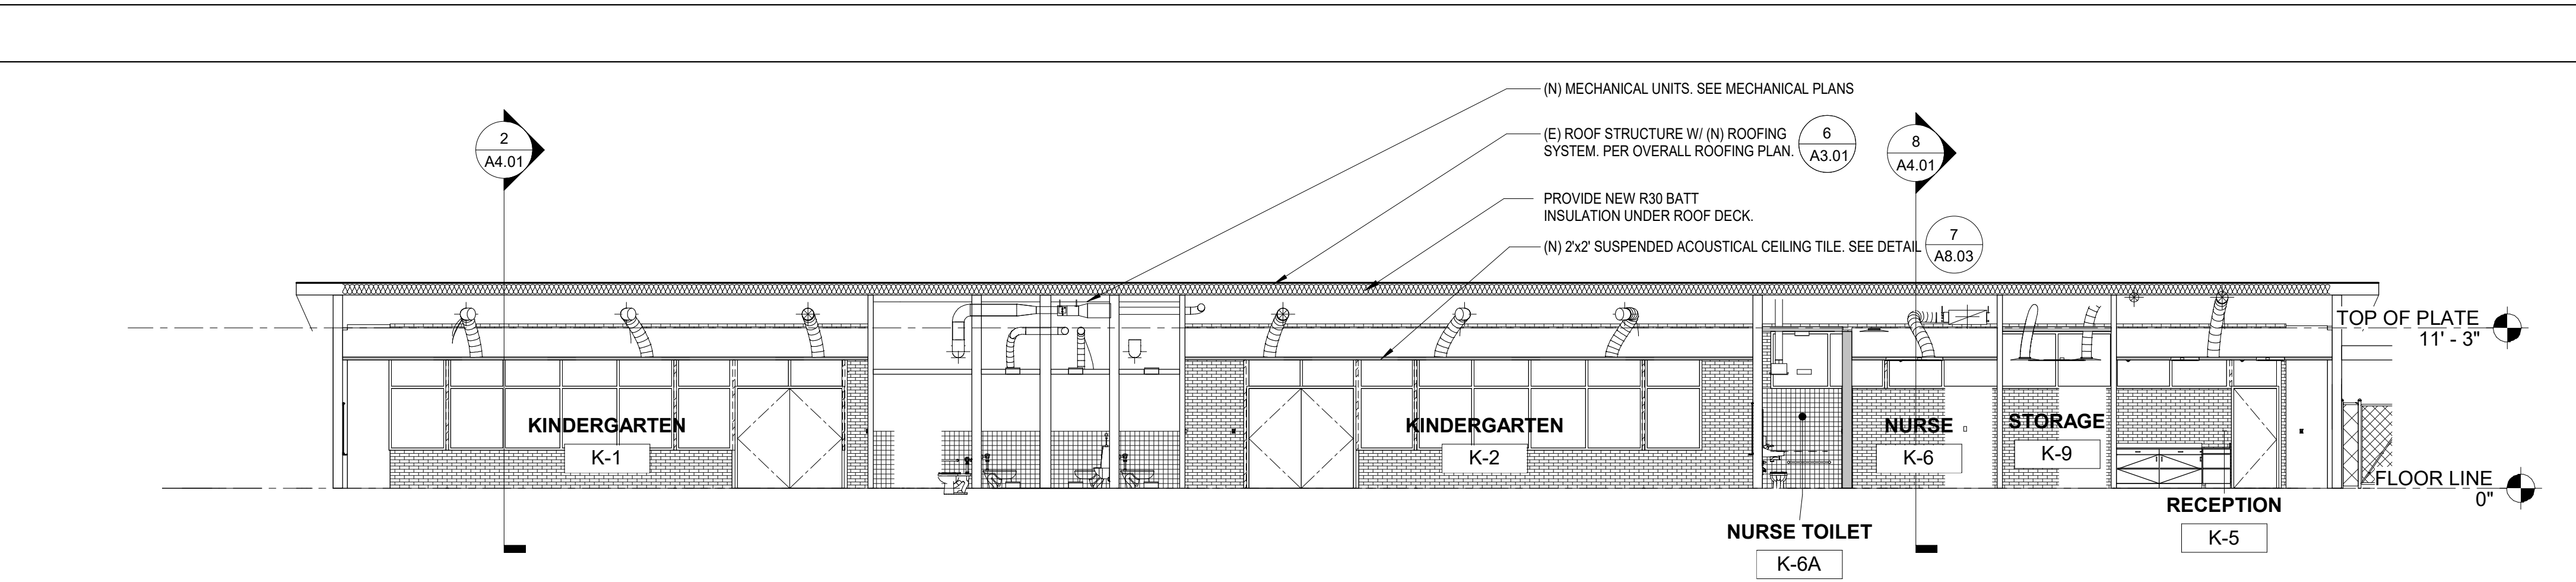 (N) MECHANICAL UNITS. SEE MECHANICAL PLANS
2
A4.01
(E) ROOF STRUCTURE W/ (N) ROOFING
SYSTEM. PER OVERALL ROOFING PLAN.
6
A3.01
8
A4.01
PROVIDE NEW R30 BATT
INSULATION UNDER ROOF DECK.
(N) 2'x2' SUSPENDED ACOUSTICAL CEILING TILE. SEE DETAIL
7
A8.03
TOP OF PLATE
11' - 3"
KINDERGARTEN
K-1
KINDERGARTEN
K-2
NURSE
K-6
STORAGE
K-9
FLOOR LINE
0"
RECEPTION
K-5
NURSE TOILET
K-6A